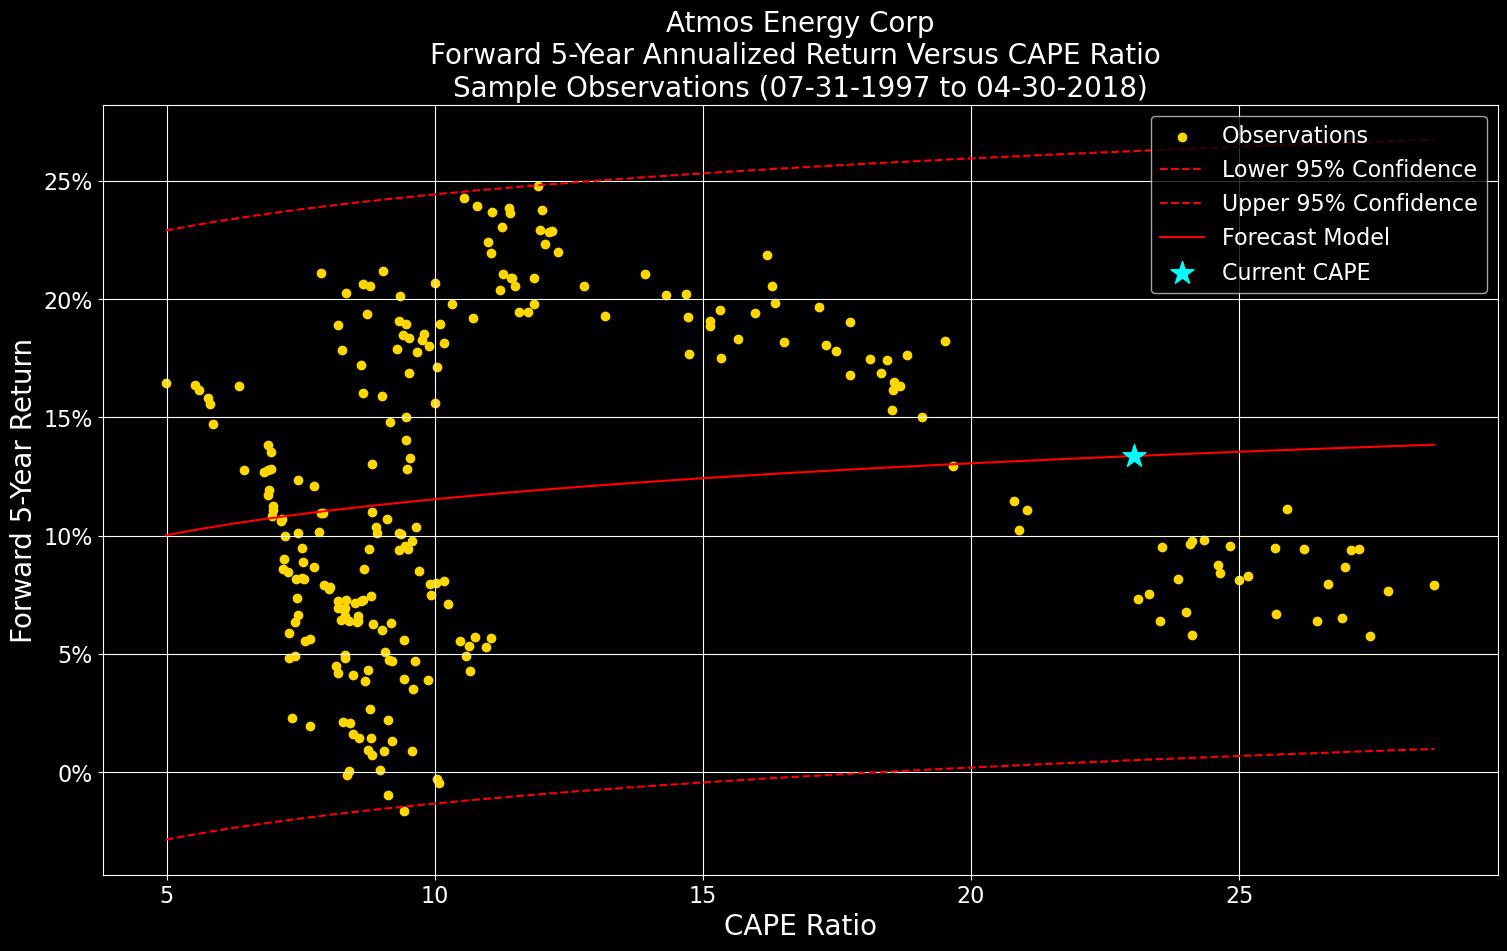 Atmos Energy Corp
Forward 5-Year Annualized Return Versus CAPE Ratio
Sample Observations (07-31-1997 to 04-30-2018)
Observations
Lower 95% Confidence
Upper 95% Confidence
Forecast Model
Current CAPE
Forward 5-Year Return
25%
20%
15%
10%
5%
0%
5
10
15
20
25
CAPE Ratio